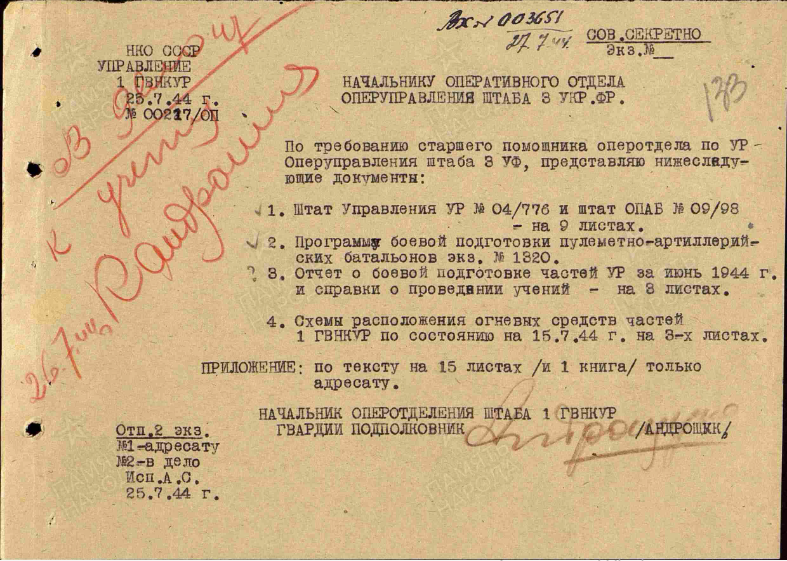 Вх № 003651
27.7.44.
СОВ.СЕКРЕТНО
Экз.№
НКО СССР
УПРАВЛЕНИЕ
1 ГВНКУР
25.7.44 г.
№ 00217/ОП
133
НАЧАЛЬНИКУ ОПЕРАТИВНОГО ОТДЕЛА
ОПЕРУПРАВЛЕНИЯ ШТАБА 3 УКР.ФР.
По требованию старшего помощника оперотдела по УР -
Оперуправления штаба 3 УФ, представляю нижеследу-
ющие документы:
1. Штат Управления УР № 04/776 и штат ОПАБ № 09/98
- на 9 листах.
2. Программу боевой подготовки пулеметно-артиллерий-
ских батальонов экз. № 1320.
? 3. Отчет о боевой подготовке частей УР за июнь 1944 г.
и справки о проведании учений - на 3 листах.
4. Схемы расположения огневых средств частей
1 ГВНКУР по состоянию на 15.7.44 г. на 3-х листах.
ПРИЛОЖЕНИЕ: по тексту на 15 листах /и 1 книга/ только
адресату.
НАЧАЛЬНИК ОПЕРОТДЕЛЕНИЯ ШТАБА 1 ГВНКУР
ГВАРДИИ ПОДПОЛКОВНИК /АНДРОЩУК/
Отп.2 экз.
№1-адресату
№2-в дело
Исп.А.С.
25.7.44 г.
В
к
26.7.44